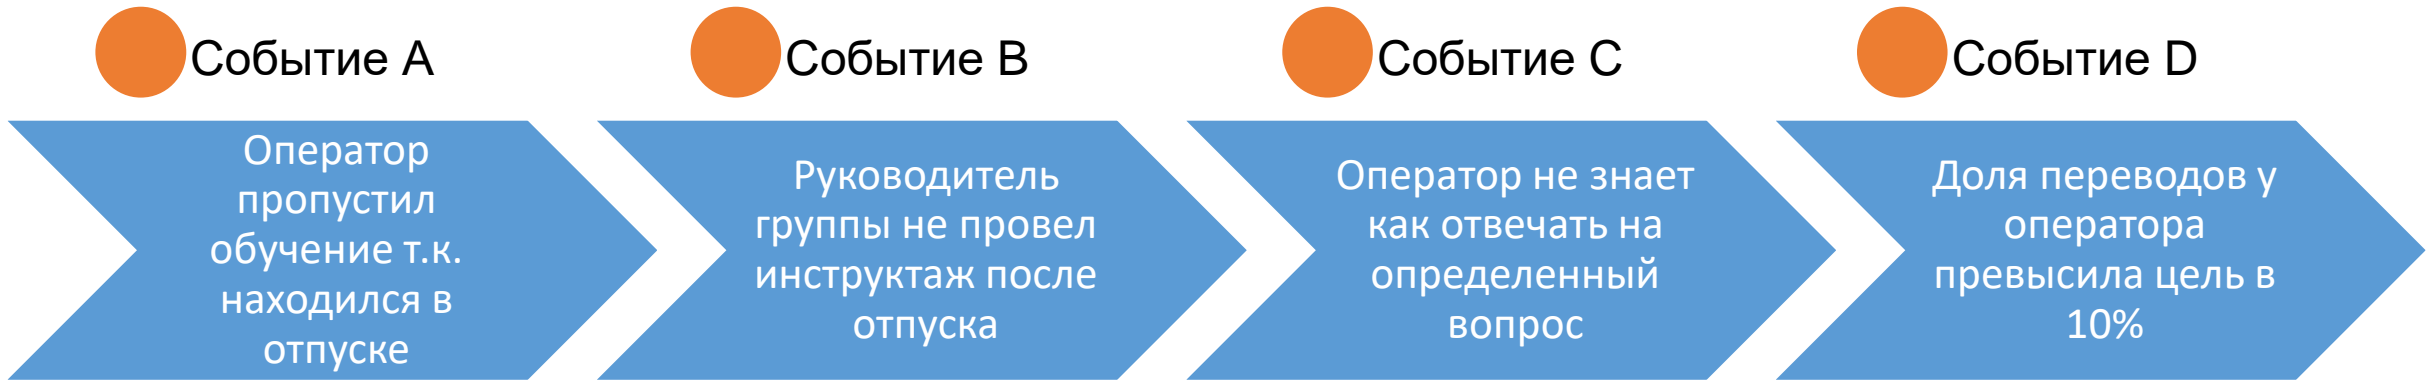 Событие A
Событие B
Событие C
Событие D
Оператор
пропустил
обучение т.к.
находился в
отпуске
Руководитель
группы не провел
инструктаж после
отпуска
Оператор не знает
как отвечать на
определенный
вопрос
Доля переводов у
оператора
превысила цель в
10%